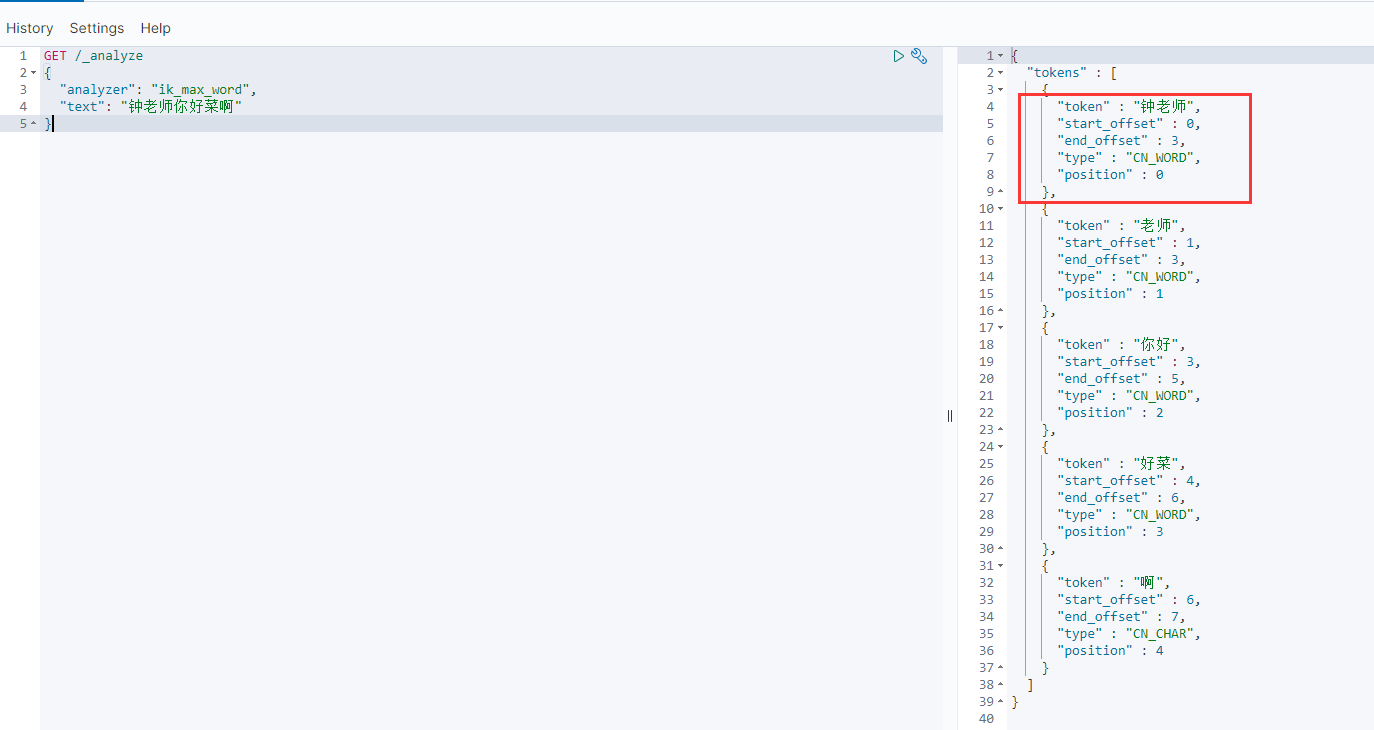 History Settings Help
1 GET /_analyze
2 {
3 "analyzer": "ik_max_word",
4 "text": "钟老师你好菜啊"
5 }
1 {
2 "tokens" : [
3 {
4 "token" : "钟老师",
5 "start_offset" : 0,
6 "end_offset" : 3,
7 "type" : "CN_WORD",
8 "position" : 0
9 },
10 {
11 "token" : "老师",
12 "start_offset" : 1,
13 "end_offset" : 3,
14 "type" : "CN_WORD",
15 "position" : 1
16 },
17 {
18 "token" : "你好",
19 "start_offset" : 3,
20 "end_offset" : 5,
21 "type" : "CN_WORD",
22 "position" : 2
23 },
24 {
25 "token" : "好菜",
26 "start_offset" : 4,
27 "end_offset" : 6,
28 "type" : "CN_WORD",
29 "position" : 3
30 },
31 {
32 "token" : "啊",
33 "start_offset" : 6,
34 "end_offset" : 7,
35 "type" : "CN_CHAR",
36 "position" : 4
37 }
38 ]
39 }
40